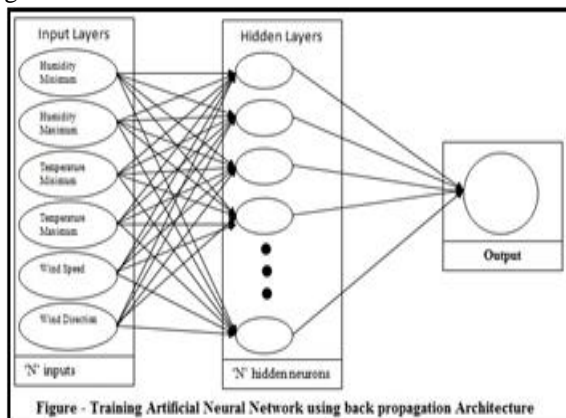 Input Layers
Hidden Layers
Humidity
Minimum
Humidity
Maximum
Temperature
Minimum
Temperature
Maximum
Wind Speed
Wind Direction
Output
'N' inputs
'N' hidden neurons
Figure - Training Artificial Neural Network using back propagation Architecture